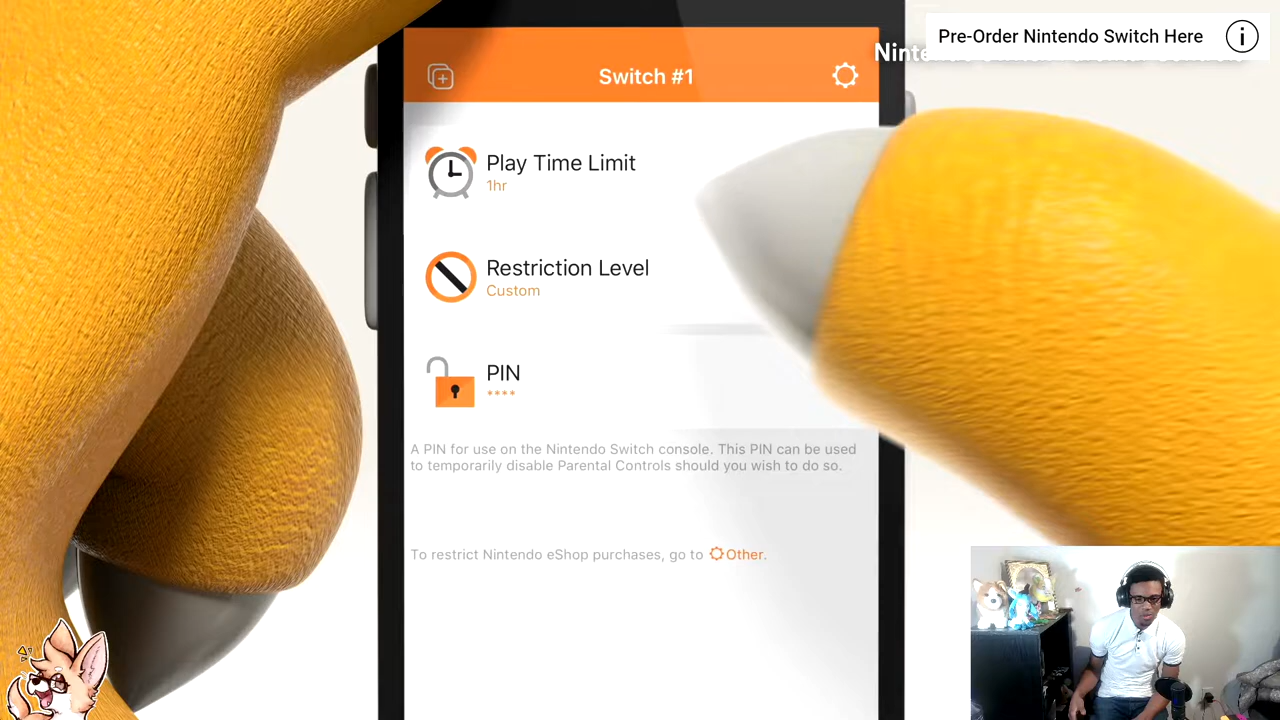 Pre-Order Nintendo Switch Here
Switch #1
Play Time Limit
1hr
Restriction Level
Custom
PIN
****
A PIN for use on the Nintendo Switch console. This PIN can be used
to temporarily disable Parental Controls should you wish to do so.
To restrict Nintendo eShop purchases, go to Other.